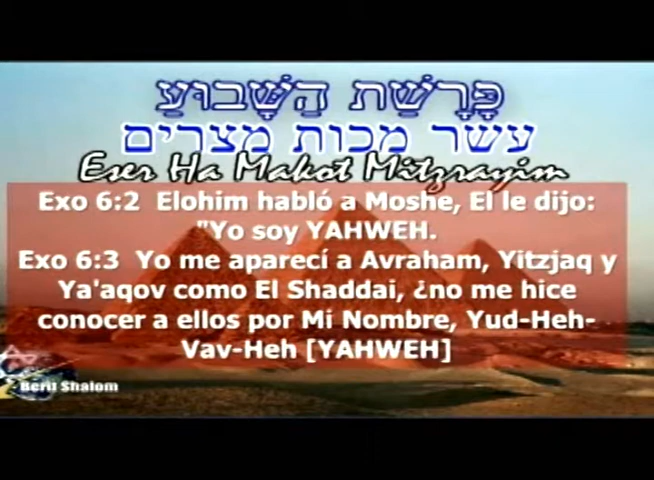 פָּרָשַׁת הַשָּׁבוּעַ
עשר מכות מצרים
Eser Ha Makot Mitzrayim
Exo 6:2 Elohim habló a Moshe, El le dijo:
"Yo soy YAHWEH.
Exo 6:3 Yo me aparecí a Avraham, Yitzjaq y
Ya'aqov como El Shaddai, ¿no me hice
conocer a ellos por Mí Nombre, Yud-Heh-
Vav-Heh [YAHWEH]
Berit Shalom